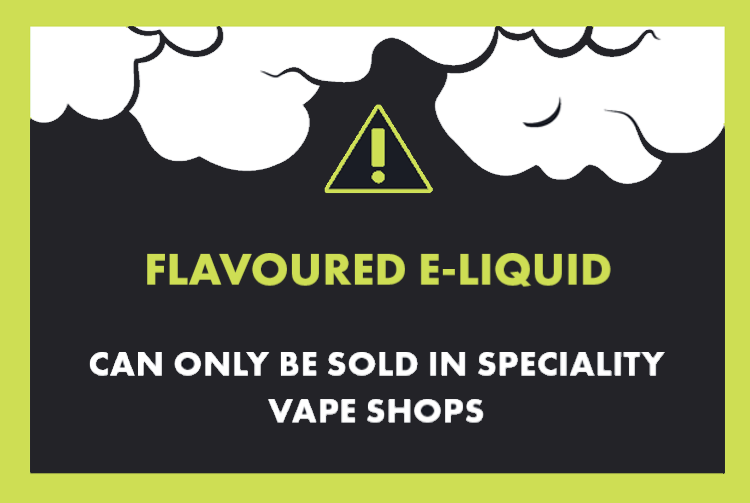 FLAVOURED E-LIQUID
CAN ONLY BE SOLD IN SPECIALITY
VAPE SHOPS